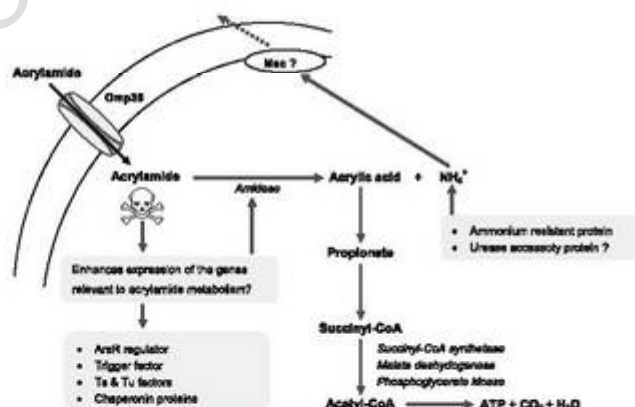 Acrylamide
Omp38
Msc ?
Acrylamide
Amidase
Acrylic acid + NH₄⁺
• Ammonium resistant protein
• Urease accessory protein ?
Enhances expression of the genes
relevant to acrylamide metabolism?
Propionate
• ArsR regulator
• Trigger factor
• Ts & Tu factors
• Chaperonin proteins
Succinyl-CoA
Succinyl-CoA synthetase
Malate deshydogenase
Phosphoglycerate kinase
Acetyl-CoA
ATP + CO₂ + H₂O